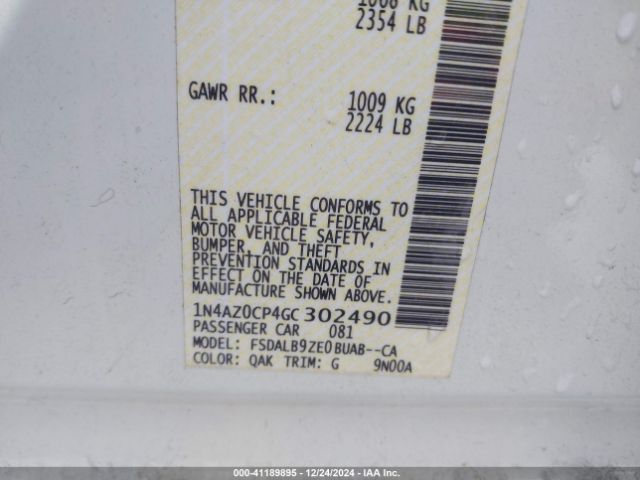 1068 KG
2354 LB
GAWR RR.: 1009 KG
2224 LB
THIS VEHICLE CONFORMS TO
ALL APPLICABLE FEDERAL
MOTOR VEHICLE SAFETY,
BUMPER, AND THEFT
PREVENTION STANDARDS IN
EFFECT ON THE DATE OF
MANUFACTURE SHOWN ABOVE.
1N4AZ0CP4GC302490
PASSENGER CAR 081
MODEL: FSDALB9ZE0BUAB--CA
COLOR: QAK TRIM: G 9N00A
000-41189895 - 12/24/2024 - IAA Inc.